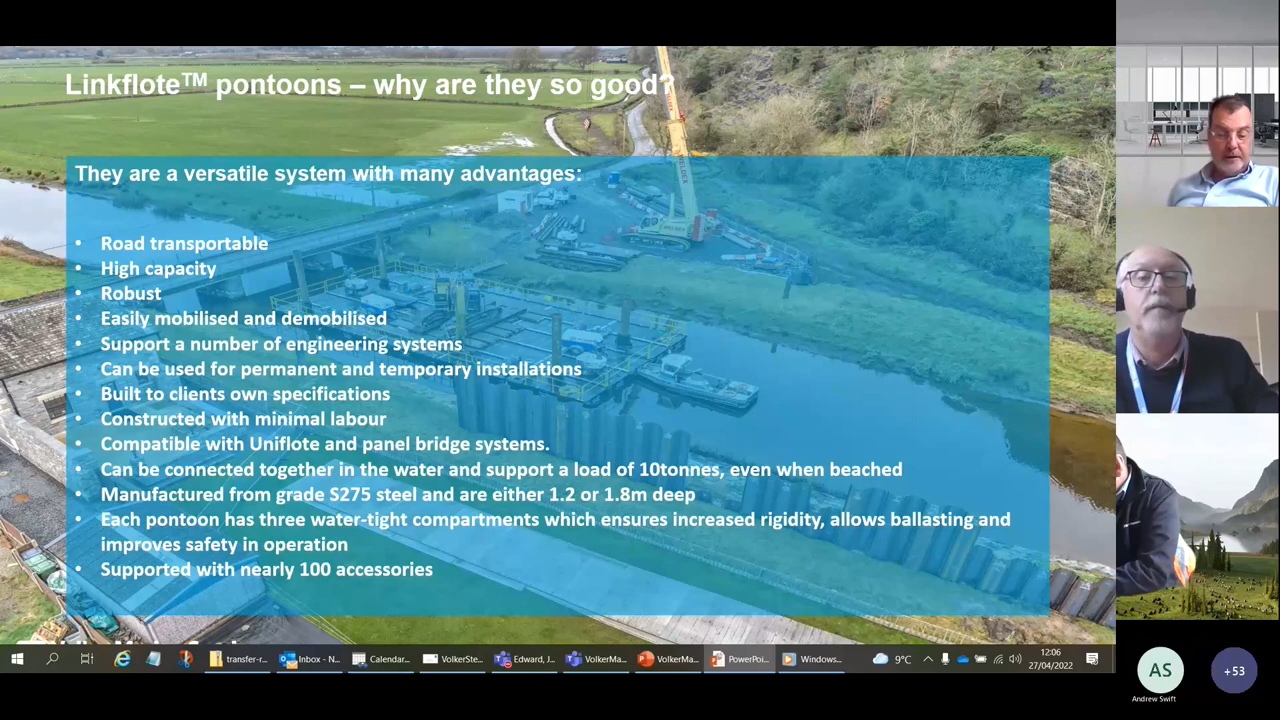 Linkflote™ pontoons – why are they so good?
They are a versatile system with many advantages:
• Road transportable
• High capacity
• Robust
• Easily mobilised and demobilised
• Support a number of engineering systems
• Can be used for permanent and temporary installations
• Built to clients own specifications
• Constructed with minimal labour
• Compatible with Uniflote and panel bridge systems.
• Can be connected together in the water and support a load of 10tonnes, even when beached
• Manufactured from grade S275 steel and are either 1.2 or 1.8m deep
• Each pontoon has three water-tight compartments which ensures increased rigidity, allows ballasting and
improves safety in operation
• Supported with nearly 100 accessories
transfer-r...
Inbox - N...
Calendar...
VolkerSte...
Edward, J...
VolkerMa...
VolkerMa...
PowerPoi...
Windows...
9°C
12:06
27/04/2022
AS
Andrew Swift
+53